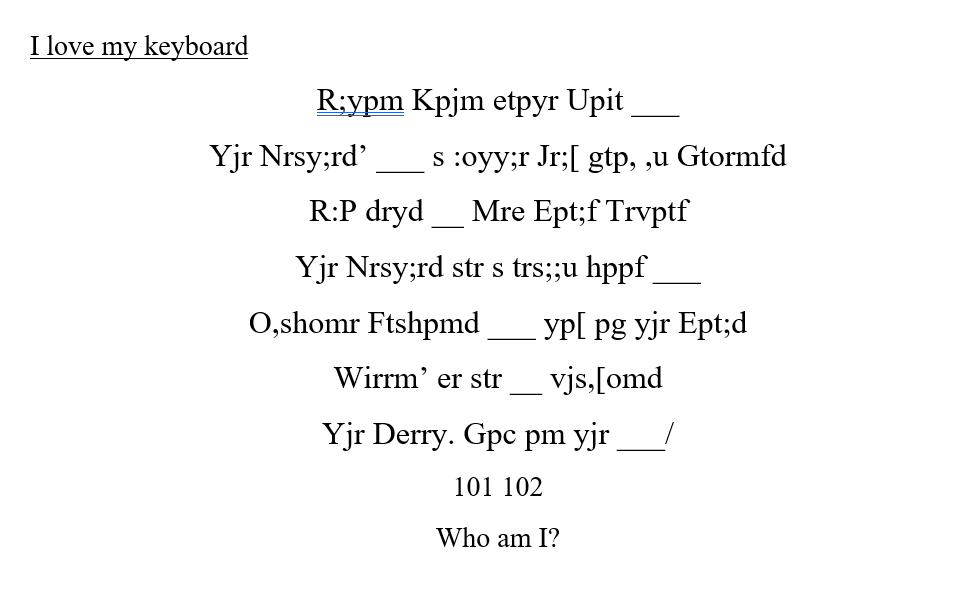 I love my keyboard
R;ypm Kpjm etpyr Upit ___
Yjr Nrsy;rd’ ___ s :oyy;r Jr;[ gtp, ,u Gtormfd
R:P dryd __ Mre Ept;f Trvptf
Yjr Nrsy;rd str s trs;;u hppf ___
O,shomr Ftshpmd ___ yp[ pg yjr Ept;d
Wirrm’ er str __ vjs,[omd
Yjr Derry. Gpc pm yjr ___/
101 102
Who am I?